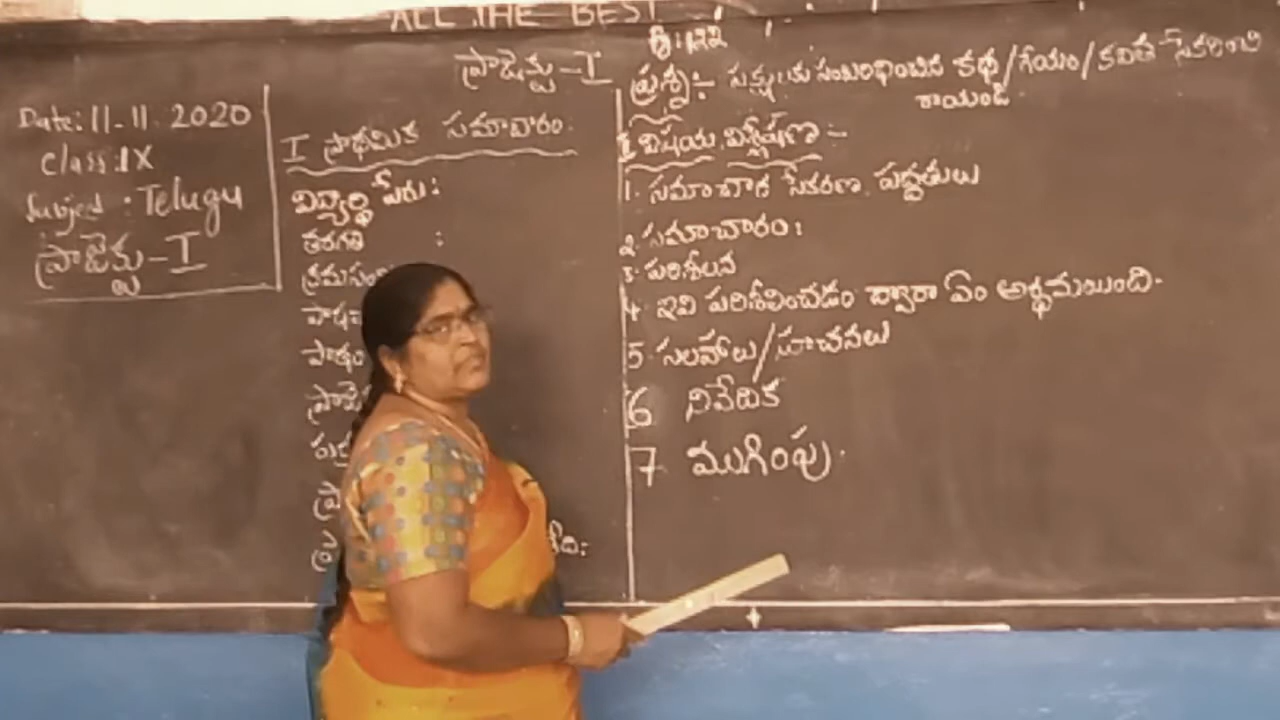 ALL THE BEST
Date: 11-11-2020
Class: IX
Subject: Telugu
ప్రాజెక్టు-I
ప్రాజెక్టు-I
I ప్రాథమిక సమాచారం.
విద్యార్థి పేరు:
తరగతి :
122
ప్రశ్న:- పక్షులకు సంబంధించిన కథ/గేయం/కవిత సేకరించి
రాయండి
విషయ విశ్లేషణ:-
1. సమాచార సేకరణ పద్ధతులు
2. సమాచారం:
3. పరిశీలన
4. ఇవి పరిశీలించడం ద్వారా ఏం అర్థమయింది.
5. సలహాలు/సూచనలు
6 నివేదిక
7 ముగింపు.